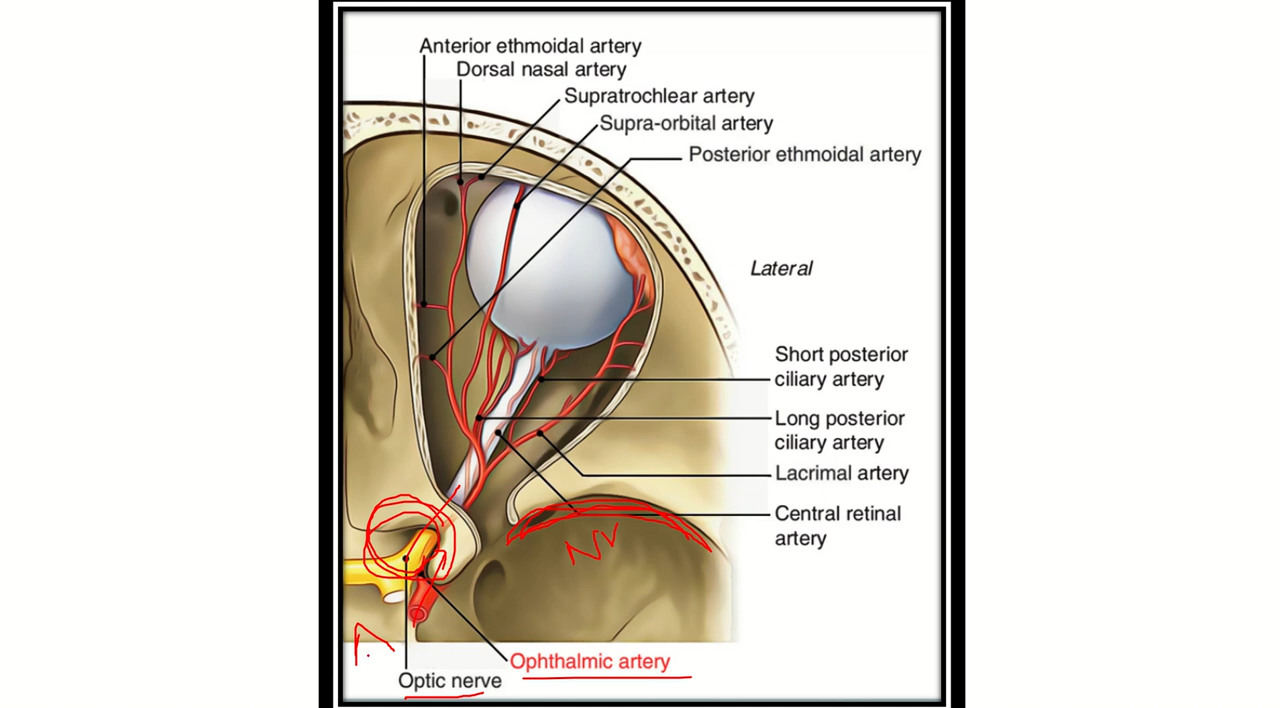 Anterior ethmoidal artery
Dorsal nasal artery
Supratrochlear artery
Supra-orbital artery
Posterior ethmoidal artery
Lateral
Short posterior
ciliary artery
Long posterior
ciliary artery
Lacrimal artery
Central retinal
artery
Ophthalmic artery
Optic nerve